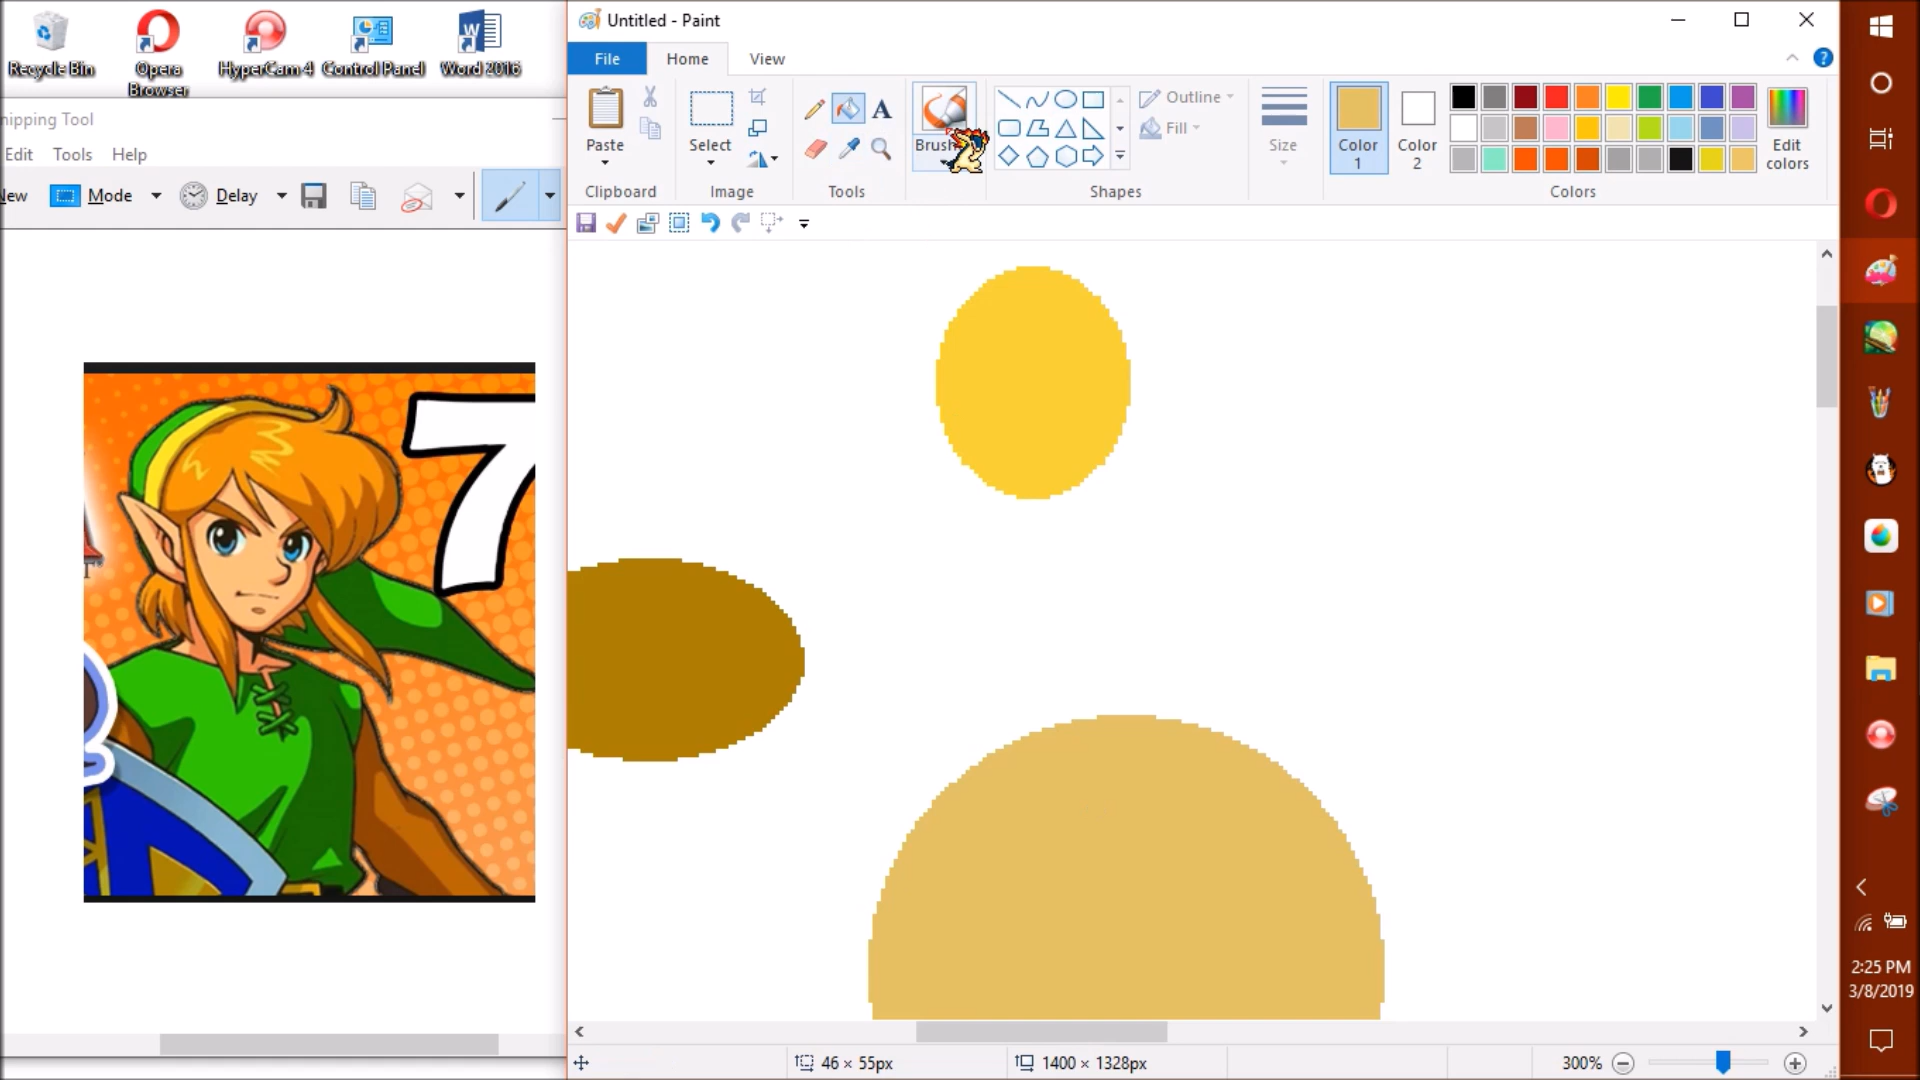 Recycle Bin
Opera Browser
HyperCam 4
Control Panel
Word 2016
Untitled - Paint
File
Home
View
nipping Tool
Edit
Tools
Help
New
Mode
Delay
Paste
Select
A
Brush
Outline
Fill
Size
Color 1
Color 2
Edit colors
Clipboard
Image
Tools
Shapes
Colors
7
46 × 55px
1400 × 1328px
300%
2:25 PM
3/8/2019